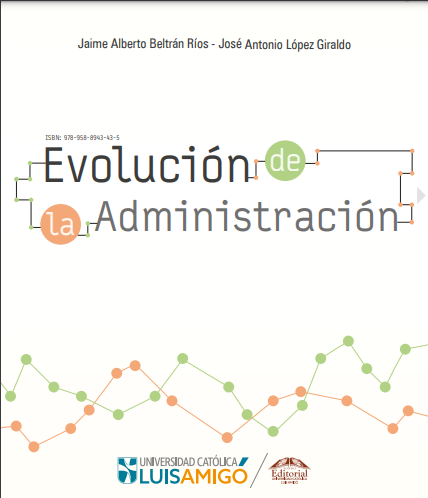 Jaime Alberto Beltrán Ríos - José Antonio López Giraldo
ISBN: 978-958-8943-43-5
Evolución de
la Administración
UNIVERSIDAD CATÓLICA
LUIS AMIGÓ
Editorial